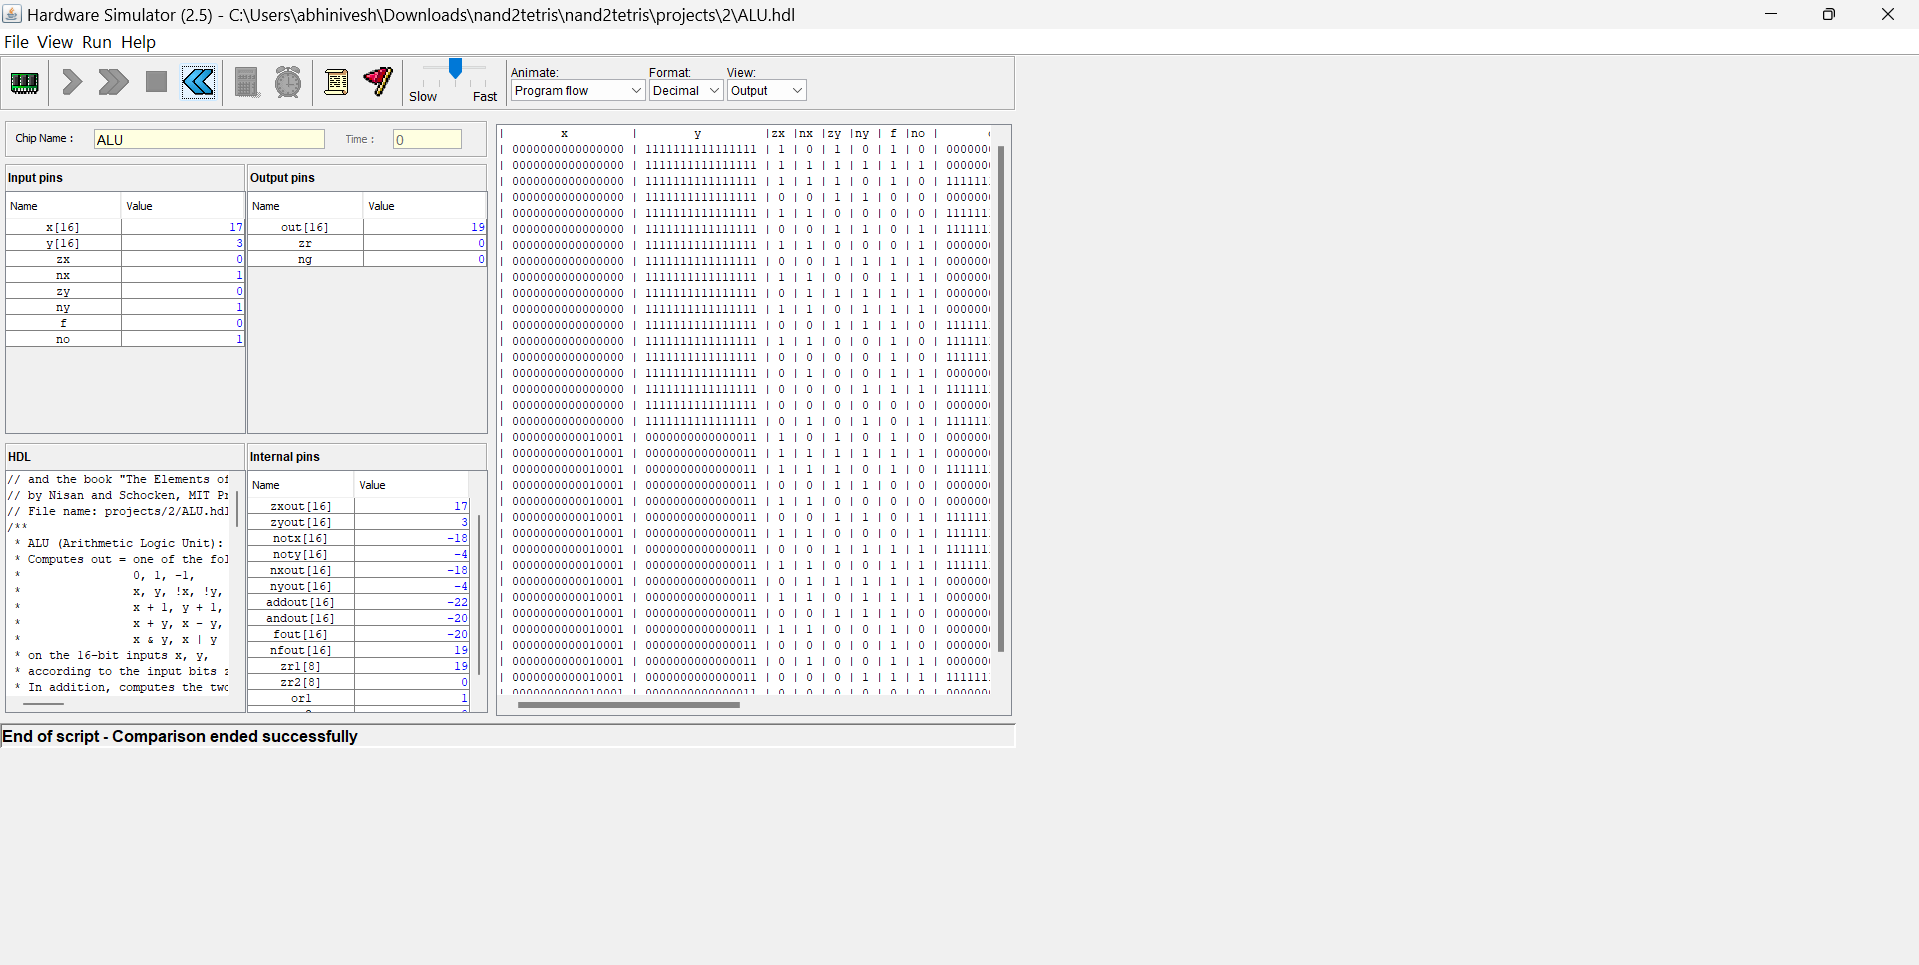 Hardware Simulator (2.5) - C:\Users\abhinivesh\Downloads\nand2tetris\nand2tetris\projects\2\ALU.hdl
File View Run Help
Slow Fast
Animate: Format: View:
Program flow Decimal Output
Chip Name : ALU Time : 0
Input pins
Name Value
x[16] 17
y[16] 3
zx 0
nx 1
zy 0
ny 1
f 0
no 1
Output pins
Name Value
out[16] 19
zr 0
ng 0
HDL
// and the book "The Elements of
// by Nisan and Schocken, MIT Pr
// File name: projects/2/ALU.hdl
/**
* ALU (Arithmetic Logic Unit):
* Computes out = one of the fol
* 0, 1, -1,
* x, y, !x, !y,
* x + 1, y + 1,
* x + y, x - y,
* x & y, x | y
* on the 16-bit inputs x, y,
* according to the input bits
* In addition, computes the two
Internal pins
Name Value
zxout[16] 17
zyout[16] 3
notx[16] -18
noty[16] -4
nxout[16] -18
nyout[16] -4
addout[16] -22
andout[16] -20
fout[16] -20
nfout[16] 19
zr1[8] 19
zr2[8] 0
or1 1
| x | y |zx |nx |zy |ny | f |no |
| 0000000000000000 | 1111111111111111 | 1 | 0 | 1 | 0 | 1 | 0 | 000000
| 0000000000000000 | 1111111111111111 | 1 | 1 | 1 | 1 | 1 | 1 | 000000
| 0000000000000000 | 1111111111111111 | 1 | 1 | 1 | 0 | 1 | 0 | 111111
| 0000000000000000 | 1111111111111111 | 0 | 0 | 1 | 1 | 0 | 0 | 000000
| 0000000000000000 | 1111111111111111 | 1 | 1 | 0 | 0 | 0 | 0 | 111111
| 0000000000000000 | 1111111111111111 | 0 | 0 | 1 | 1 | 0 | 1 | 111111
| 0000000000000000 | 1111111111111111 | 1 | 1 | 0 | 0 | 0 | 1 | 000000
| 0000000000000000 | 1111111111111111 | 0 | 0 | 1 | 1 | 1 | 1 | 000000
| 0000000000000000 | 1111111111111111 | 1 | 1 | 0 | 0 | 1 | 1 | 000000
| 0000000000000000 | 1111111111111111 | 0 | 1 | 1 | 1 | 1 | 1 | 000000
| 0000000000000000 | 1111111111111111 | 1 | 1 | 0 | 1 | 1 | 1 | 000000
| 0000000000000000 | 1111111111111111 | 0 | 0 | 1 | 1 | 1 | 0 | 111111
| 0000000000000000 | 1111111111111111 | 1 | 1 | 0 | 0 | 1 | 0 | 111111
| 0000000000000000 | 1111111111111111 | 0 | 0 | 0 | 0 | 1 | 0 | 111111
| 0000000000000000 | 1111111111111111 | 0 | 1 | 0 | 0 | 1 | 1 | 000000
| 0000000000000000 | 1111111111111111 | 0 | 0 | 0 | 1 | 1 | 1 | 111111
| 0000000000000000 | 1111111111111111 | 0 | 0 | 0 | 0 | 0 | 0 | 000000
| 0000000000000000 | 1111111111111111 | 0 | 1 | 0 | 1 | 0 | 1 | 111111
| 0000000000010001 | 0000000000000011 | 1 | 0 | 1 | 0 | 1 | 0 | 000000
| 0000000000010001 | 0000000000000011 | 1 | 1 | 1 | 1 | 1 | 1 | 000000
| 0000000000010001 | 0000000000000011 | 1 | 1 | 1 | 0 | 1 | 0 | 111111
| 0000000000010001 | 0000000000000011 | 0 | 0 | 1 | 1 | 0 | 0 | 000000
| 0000000000010001 | 0000000000000011 | 1 | 1 | 0 | 0 | 0 | 0 | 000000
| 0000000000010001 | 0000000000000011 | 0 | 0 | 1 | 1 | 0 | 1 | 111111
| 0000000000010001 | 0000000000000011 | 1 | 1 | 0 | 0 | 0 | 1 | 111111
| 0000000000010001 | 0000000000000011 | 0 | 0 | 1 | 1 | 1 | 1 | 111111
| 0000000000010001 | 0000000000000011 | 1 | 1 | 0 | 0 | 1 | 1 | 111111
| 0000000000010001 | 0000000000000011 | 0 | 1 | 1 | 1 | 1 | 1 | 000000
| 0000000000010001 | 0000000000000011 | 1 | 1 | 0 | 1 | 1 | 1 | 000000
| 0000000000010001 | 0000000000000011 | 0 | 0 | 1 | 1 | 1 | 0 | 000000
| 0000000000010001 | 0000000000000011 | 1 | 1 | 0 | 0 | 1 | 0 | 000000
| 0000000000010001 | 0000000000000011 | 0 | 0 | 0 | 0 | 1 | 0 | 000000
| 0000000000010001 | 0000000000000011 | 0 | 1 | 0 | 0 | 1 | 1 | 000000
| 0000000000010001 | 0000000000000011 | 0 | 0 | 0 | 1 | 1 | 1 | 111111
| 0000000000010001 | 0000000000000011 | 0 | 0 | 0 | 0 | 0 | 0 | 000000
End of script - Comparison ended successfully